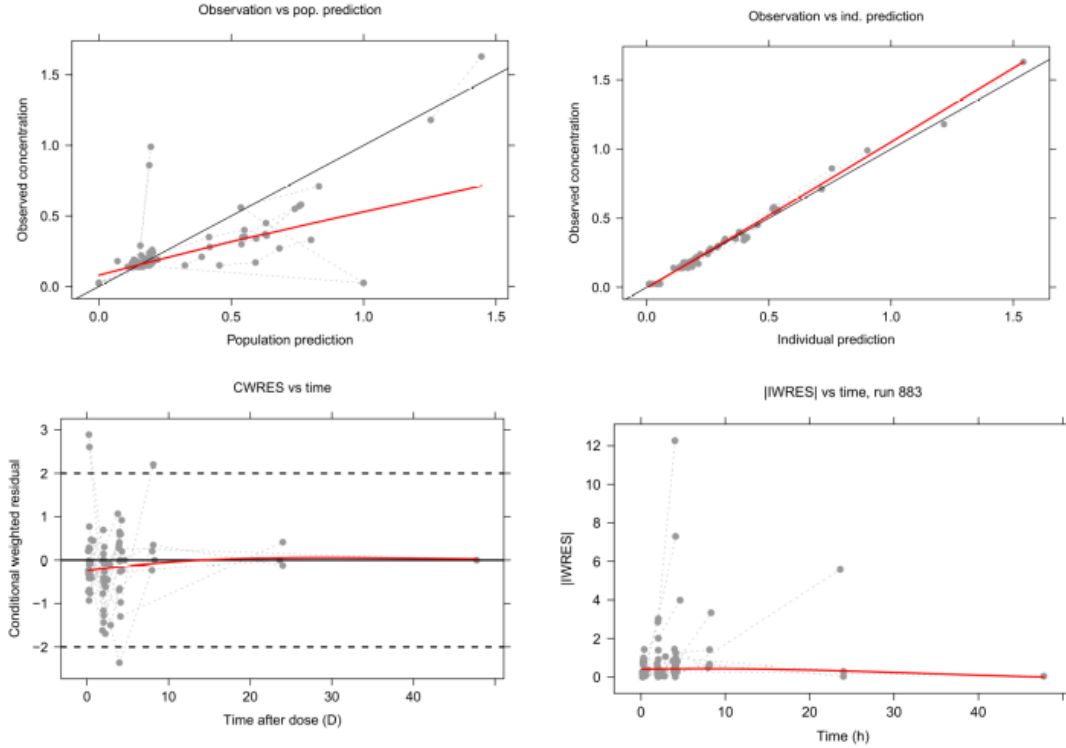 Observation vs pop. prediction
Observed concentration
1.5
1.0
0.5
0.0
0.0 0.5 1.0 1.5
Population prediction
Observation vs ind. prediction
Observed concentration
1.5
1.0
0.5
0.0
0.0 0.5 1.0 1.5
Individual prediction
CWRES vs time
Conditional weighted residual
3
2
1
0
−1
−2
0 10 20 30 40
Time after dose (D)
|IWRES| vs time, run 883
|IWRES|
12
10
8
6
4
2
0
0 10 20 30 40
Time (h)